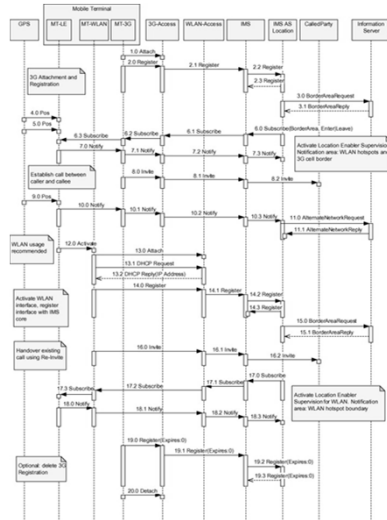 Mobile Terminal
GPS
MT-LE
MT-WLAN
MT-3G
3G-Access
WLAN-Access
IMS
IMS AS
Location
CalledParty
Information
Server
1.0 Attach
2.0 Register
2.1 Register
2.2 Register
2.3 Register
3G Attachment and
Registration
3.0 BorderAreaRequest
3.1 BorderAreaReply
4.0 Pos
5.0 Pos
6.0 Subscribe(BorderArea, Enter/Leave)
6.1 Subscribe
6.2 Subscribe
6.3 Subscribe
7.0 Notify
7.1 Notify
7.2 Notify
7.3 Notify
Activate Location Enabler Supervision
Notification area: WLAN hotspots and
3G cell border
Establish call between
caller and callee
8.0 Invite
8.1 Invite
8.2 Invite
9.0 Pos
10.0 Notify
10.1 Notify
10.2 Notify
10.3 Notify
11.0 AlternateNetworkRequest
11.1 AlternateNetworkReply
WLAN usage
recommended
12.0 Activate
13.0 Attach
13.1 DHCP Request
13.2 DHCP Reply(IP Address)
14.0 Register
14.1 Register
14.2 Register
14.3 Register
Activate WLAN
interface, register
interface with IMS
core
15.0 BorderAreaRequest
15.1 BorderAreaReply
Handover existing
call using Re-Invite
16.0 Invite
16.1 Invite
16.2 Invite
17.0 Subscribe
17.1 Subscribe
17.2 Subscribe
17.3 Subscribe
18.0 Notify
18.1 Notify
18.2 Notify
18.3 Notify
Activate Location Enabler
Supervision for WLAN. Notification
area: WLAN hotspot boundary
19.0 Register(Expires:0)
19.1 Register(Expires:0)
19.2 Register(Expires:0)
19.3 Register(Expires:0)
Optional: delete 3G
Registration
20.0 Detach